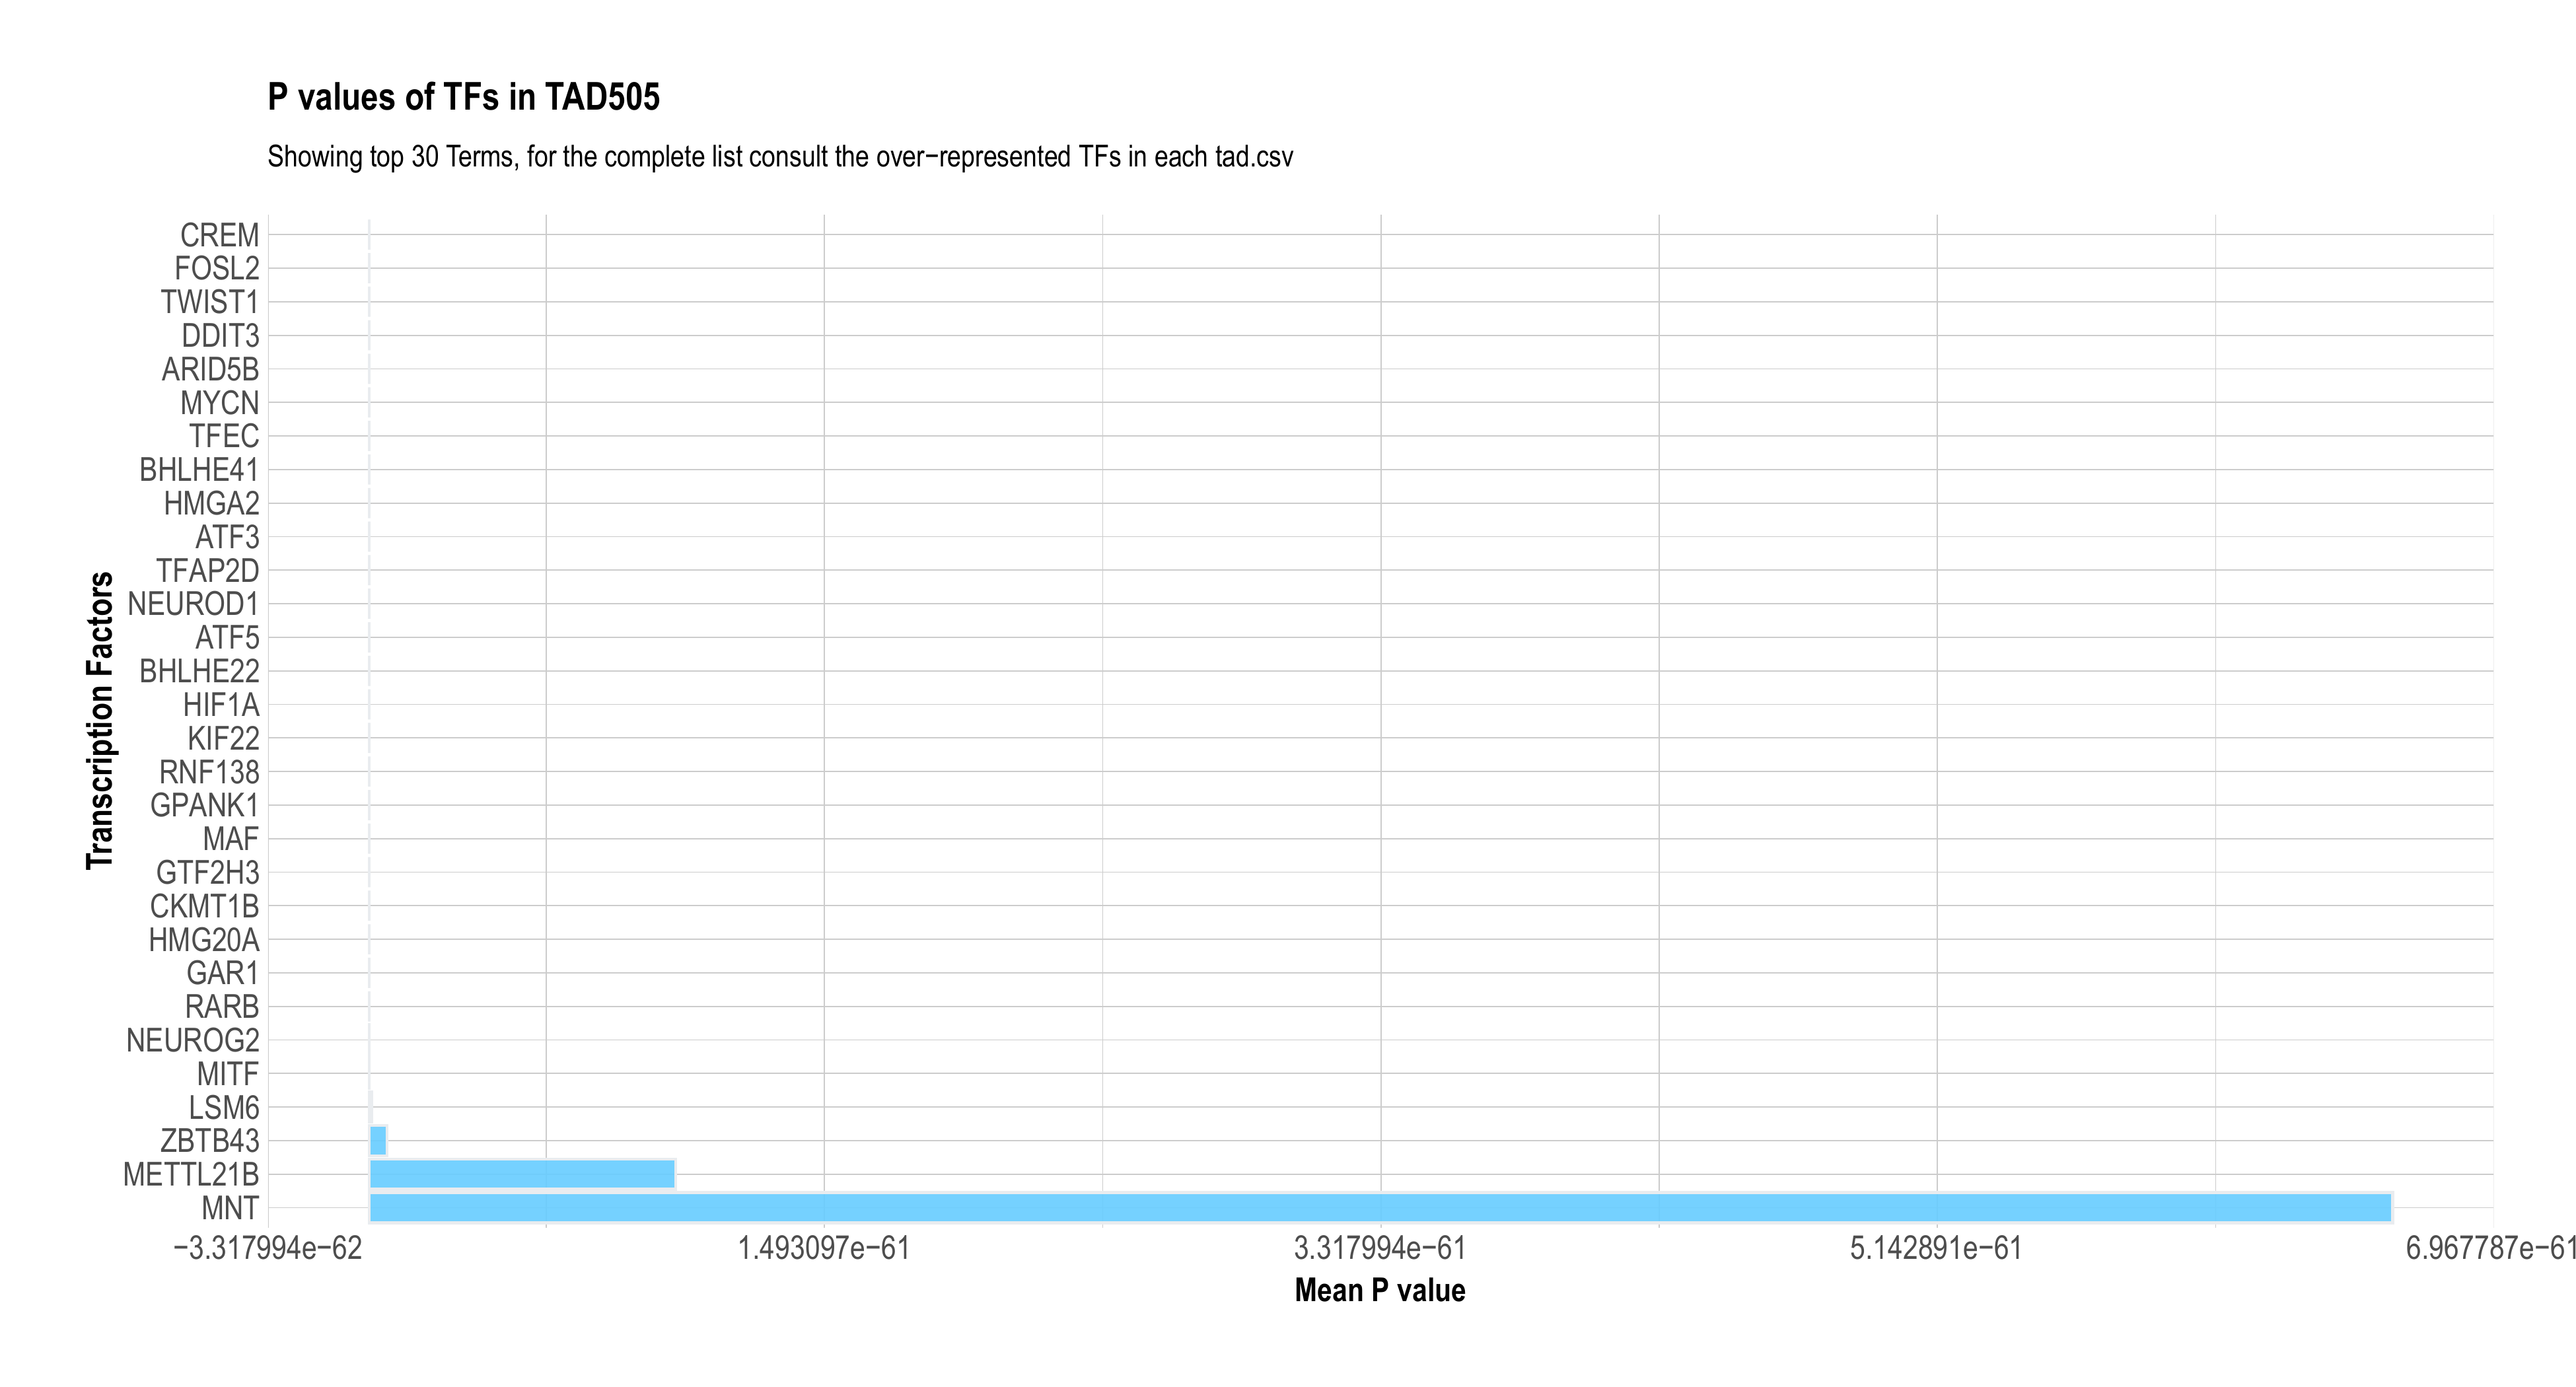 P values of TFs in TAD505
Showing top 30 Terms, for the complete list consult the over−represented TFs in each tad.csv
Transcription Factors
CREM
FOSL2
TWIST1
DDIT3
ARID5B
MYCN
TFEC
BHLHE41
HMGA2
ATF3
TFAP2D
NEUROD1
ATF5
BHLHE22
HIF1A
KIF22
RNF138
GPANK1
MAF
GTF2H3
CKMT1B
HMG20A
GAR1
RARB
NEUROG2
MITF
LSM6
ZBTB43
METTL21B
MNT
−3.317994e−62 1.493097e−61 3.317994e−61 5.142891e−61 6.967787e−61
Mean P value